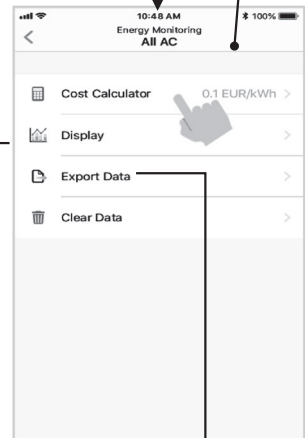 10:48 AM
100%
Energy Monitoring
All AC
Cost Calculator 0.1 EUR/kWh
Display
Export Data
Clear Data